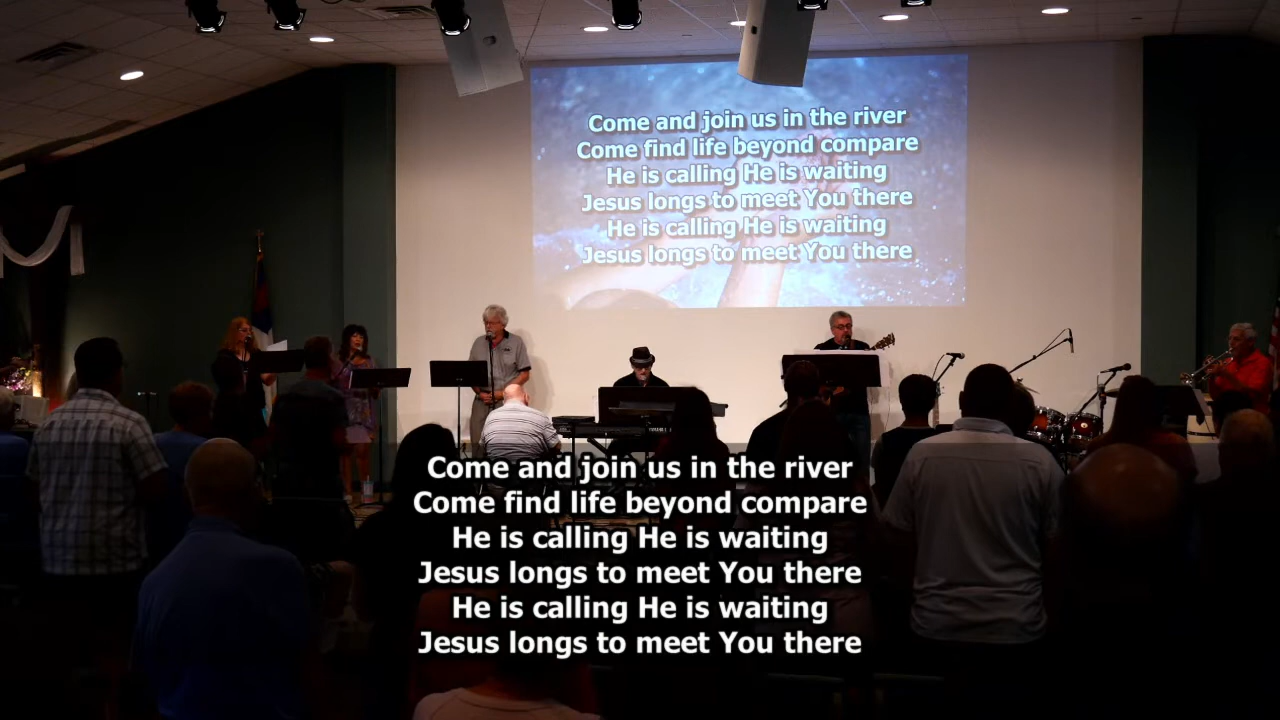 Come and join us in the river
Come find life beyond compare
He is calling He is waiting
Jesus longs to meet You there
He is calling He is waiting
Jesus longs to meet You there
Come and join us in the river
Come find life beyond compare
He is calling He is waiting
Jesus longs to meet You there
He is calling He is waiting
Jesus longs to meet You there